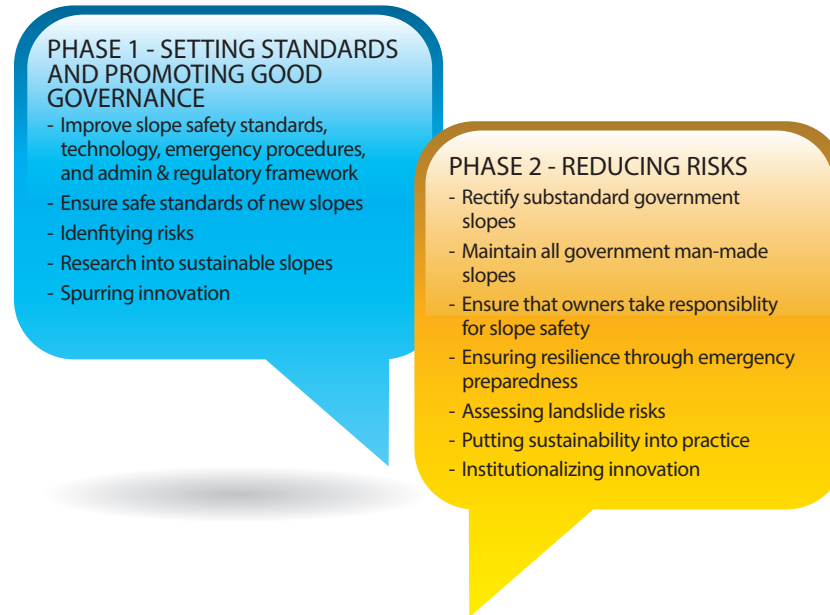 PHASE 1 - SETTING STANDARDS
AND PROMOTING GOOD
GOVERNANCE
- Improve slope safety standards,
technology, emergency procedures,
and admin & regulatory framework
- Ensure safe standards of new slopes
- Idenfitying risks
- Research into sustainable slopes
- Spurring innovation
PHASE 2 - REDUCING RISKS
- Rectify substandard government
slopes
- Maintain all government man-made
slopes
- Ensure that owners take responsiblity
for slope safety
- Ensuring resilience through emergency
preparedness
- Assessing landslide risks
- Putting sustainability into practice
- Institutionalizing innovation